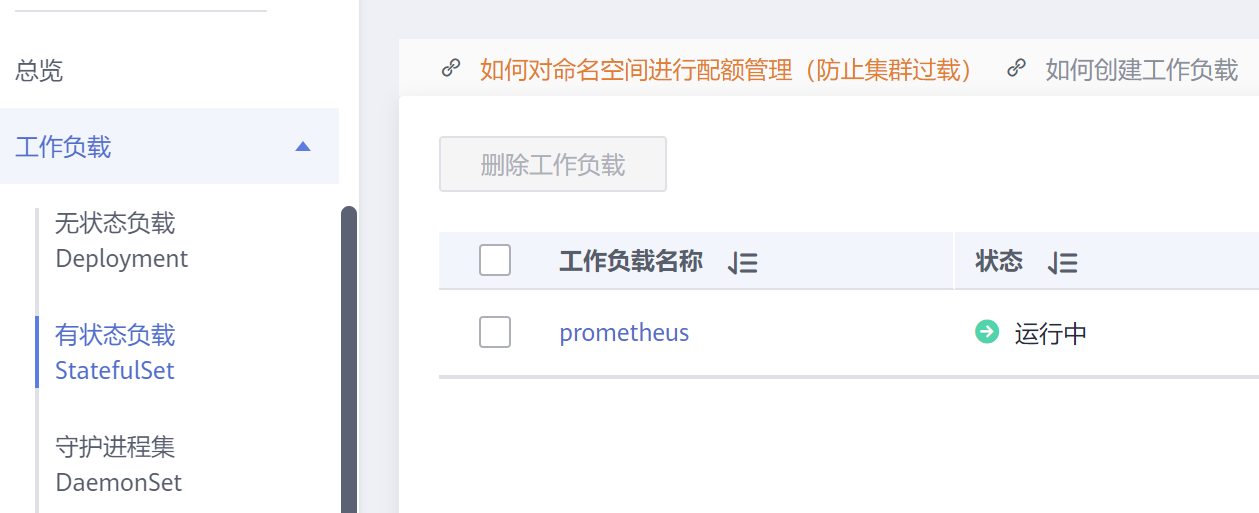 总览
工作负载
无状态负载
Deployment
有状态负载
StatefulSet
守护进程集
DaemonSet
如何对命名空间进行配额管理（防止集群过载） 如何创建工作负载
删除工作负载
工作负载名称 状态
prometheus 运行中